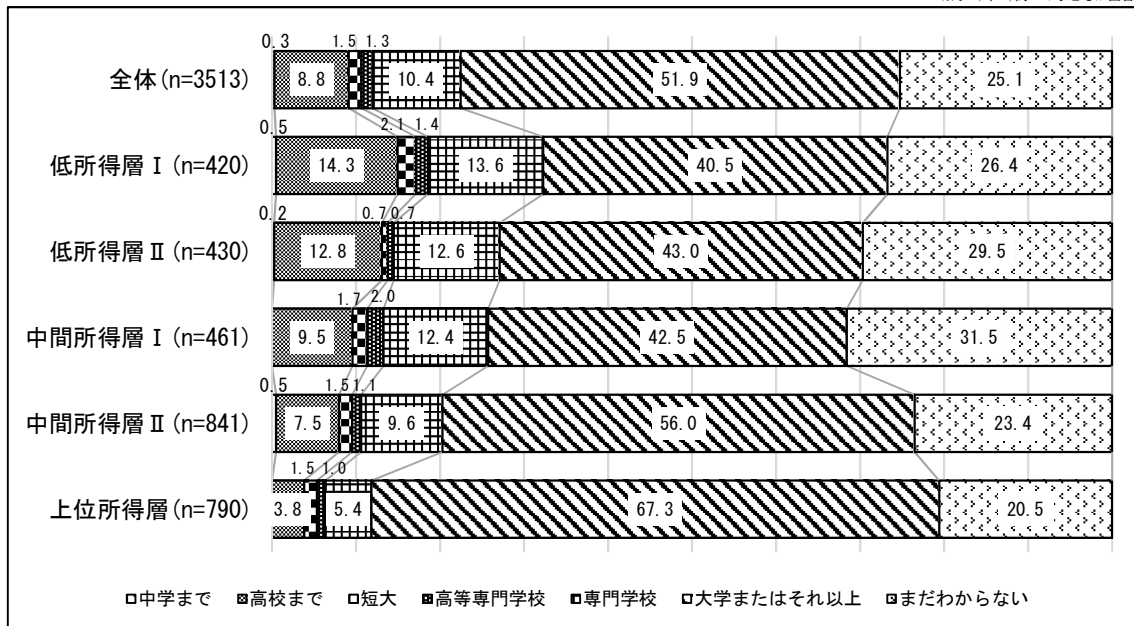 0.3 1.5 1.3
全体(n=3513) 8.8 10.4 51.9 25.1
0.5 2.1 1.4
低所得層Ⅰ(n=420) 14.3 13.6 40.5 26.4
0.2 0.7 0.7
低所得層Ⅱ(n=430) 12.8 12.6 43.0 29.5
1.7 2.0
中間所得層Ⅰ(n=461) 9.5 12.4 42.5 31.5
0.5 1.5 1.1
中間所得層Ⅱ(n=841) 7.5 9.6 56.0 23.4
1.5 1.0
上位所得層(n=790) 3.8 5.4 67.3 20.5
中学まで 高校まで 短大 高等専門学校 専門学校 大学またはそれ以上 まだわからない